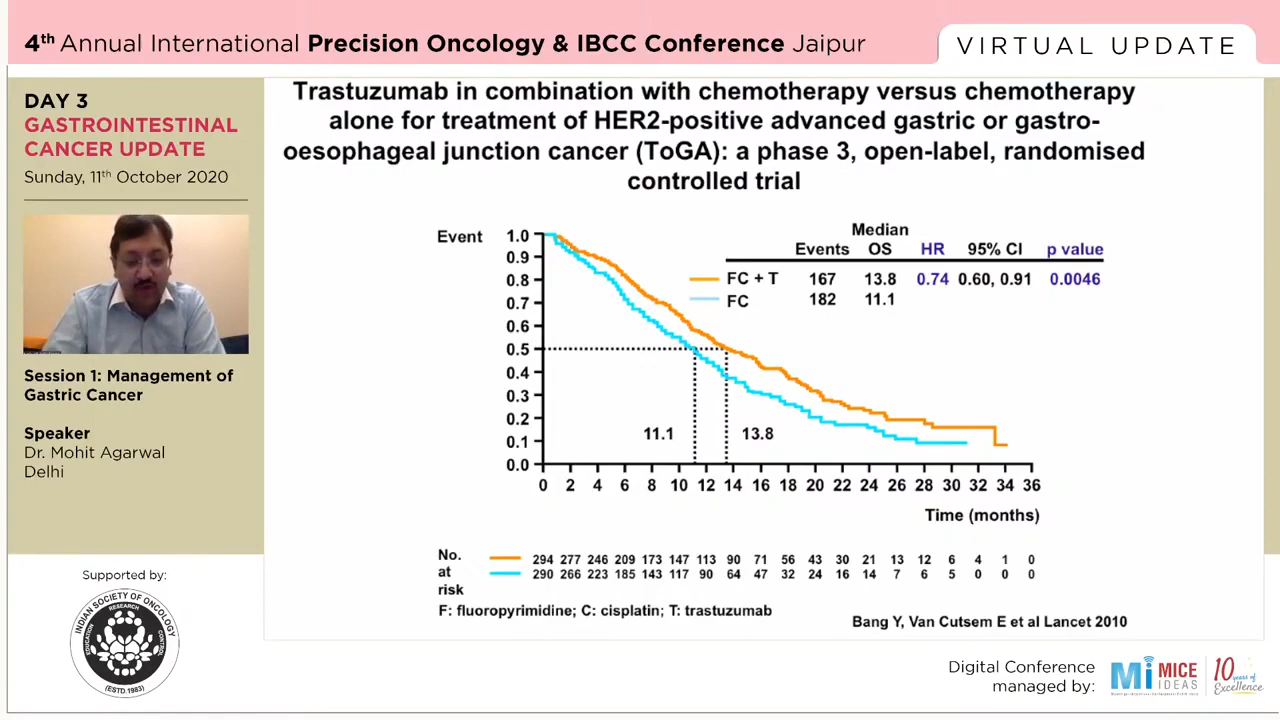 4th Annual International Precision Oncology & IBCC Conference Jaipur
VIRTUAL UPDATE
DAY 3
GASTROINTESTINAL
CANCER UPDATE
Sunday, 11th October 2020
Session 1: Management of
Gastric Cancer
Speaker
Dr. Mohit Agarwal
Delhi
Supported by:
INDIAN SOCIETY OF ONCOLOGY
EDUCATION
RESEARCH
CONTROL
(ESTD.1983)
Trastuzumab in combination with chemotherapy versus chemotherapy
alone for treatment of HER2-positive advanced gastric or gastro-
oesophageal junction cancer (ToGA): a phase 3, open-label, randomised
controlled trial
Median
Events OS HR 95% CI p value
FC + T 167 13.8 0.74 0.60, 0.91 0.0046
FC 182 11.1
Event
1.0
0.9
0.8
0.7
0.6
0.5
0.4
0.3
0.2
0.1
0.0
11.1 13.8
0 2 4 6 8 10 12 14 16 18 20 22 24 26 28 30 32 34 36
Time (months)
No.
at
risk
294 277 246 209 173 147 113 90 71 56 43 30 21 13 12 6 4 1 0
290 266 223 185 143 117 90 64 47 32 24 16 14 7 6 5 0 0 0
F: fluoropyrimidine; C: cisplatin; T: trastuzumab
Bang Y, Van Cutsem E et al Lancet 2010
Digital Conference
managed by:
Mi MICE
IDEAS
10 years of
Excellence